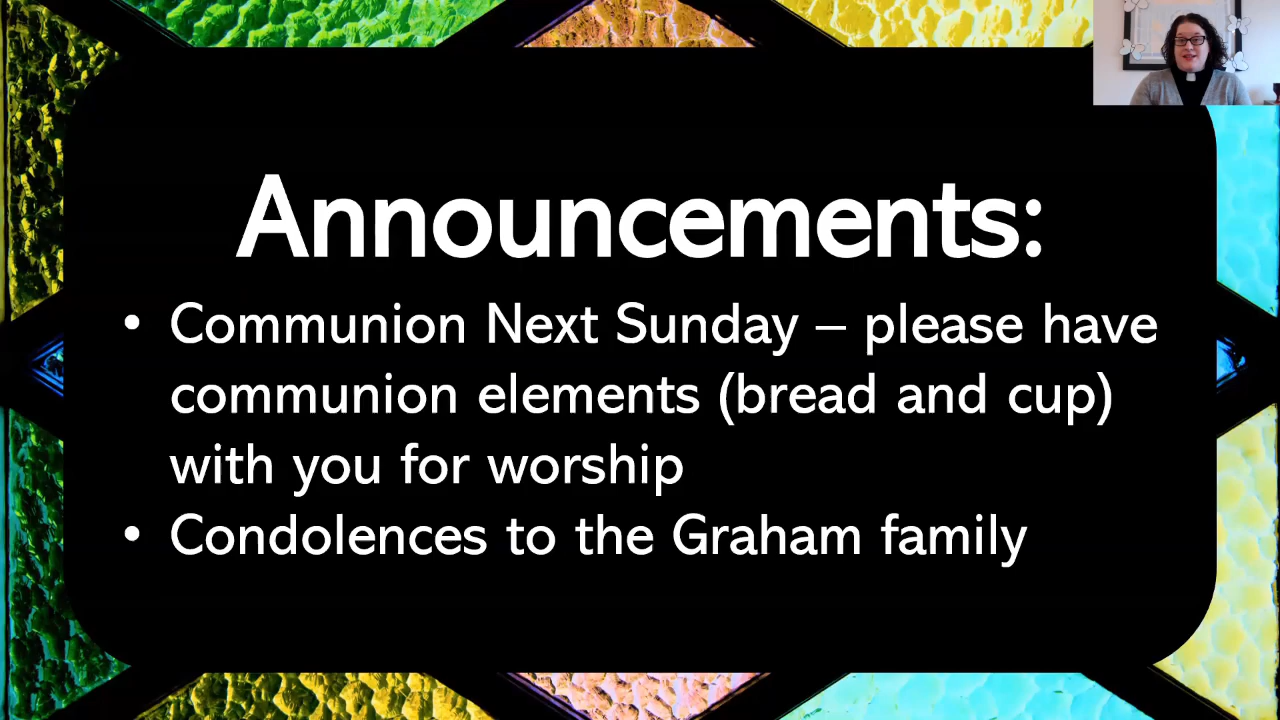 Announcements:
• Communion Next Sunday – please have
communion elements (bread and cup)
with you for worship
• Condolences to the Graham family